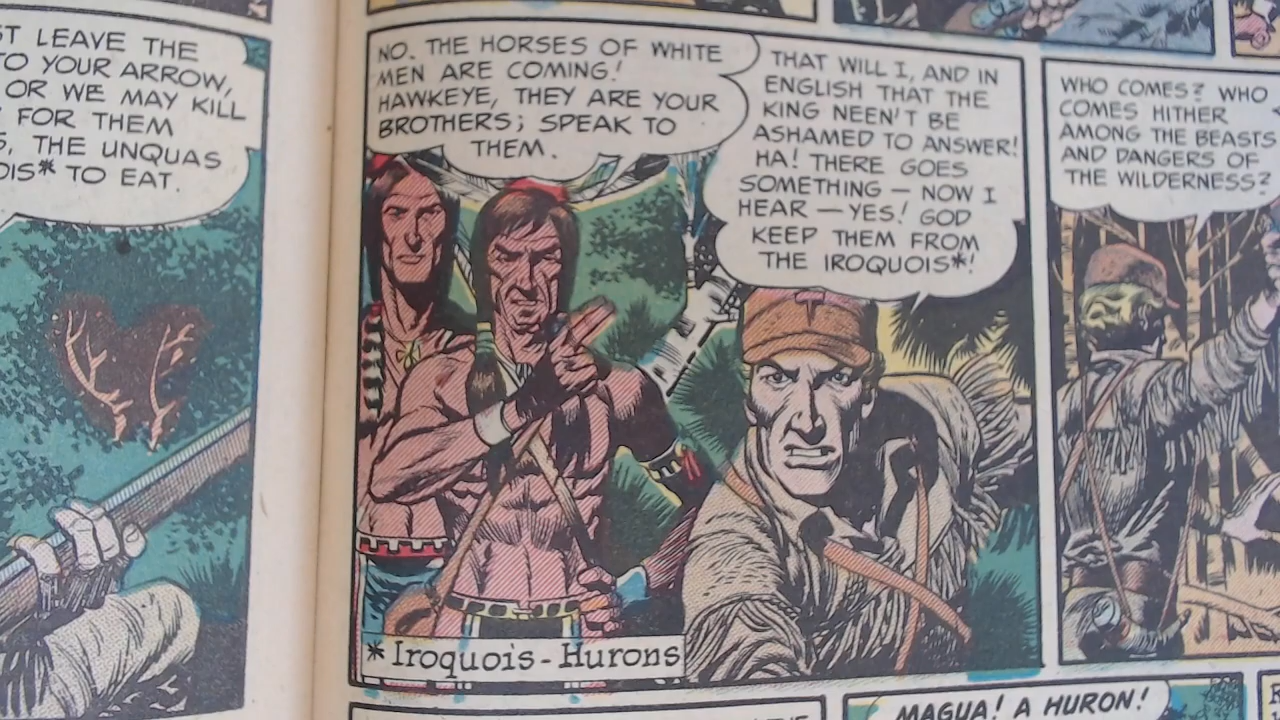 ST LEAVE THE
TO YOUR ARROW,
OR WE MAY KILL
FOR THEM
, THE UNQUAS
OIS* TO EAT.
NO. THE HORSES OF WHITE
MEN ARE COMING!
HAWKEYE, THEY ARE YOUR
BROTHERS; SPEAK TO
THEM.
THAT WILL I, AND IN
ENGLISH THAT THE
KING NEEN'T BE
ASHAMED TO ANSWER!
HA! THERE GOES
SOMETHING — NOW I
HEAR — YES! GOD
KEEP THEM FROM
THE IROQUOIS*!
* Iroquois - Hurons
WHO COMES? WHO
COMES HITHER
AMONG THE BEASTS
AND DANGERS OF
THE WILDERNESS?
MAGUA! A HURON!